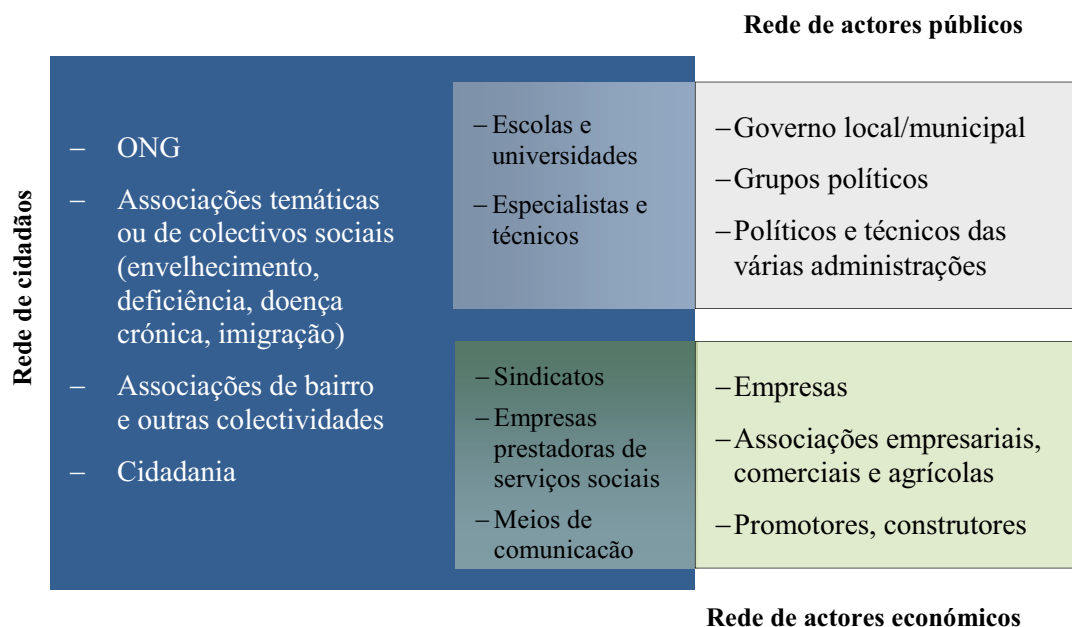 Rede de actores públicos
Rede de cidadãos
– ONG
– Associações temáticas
ou de colectivos sociais
(envelhecimento,
deficiência, doença
crónica, imigração)
– Associações de bairro
e outras colectividades
– Cidadania
– Escolas e
universidades
– Especialistas e
técnicos
– Governo local/municipal
– Grupos políticos
– Políticos e técnicos das
várias administrações
– Sindicatos
– Empresas
prestadoras de
serviços sociais
– Meios de
comunicacão
– Empresas
– Associações empresariais,
comerciais e agrícolas
– Promotores, construtores
Rede de actores económicos